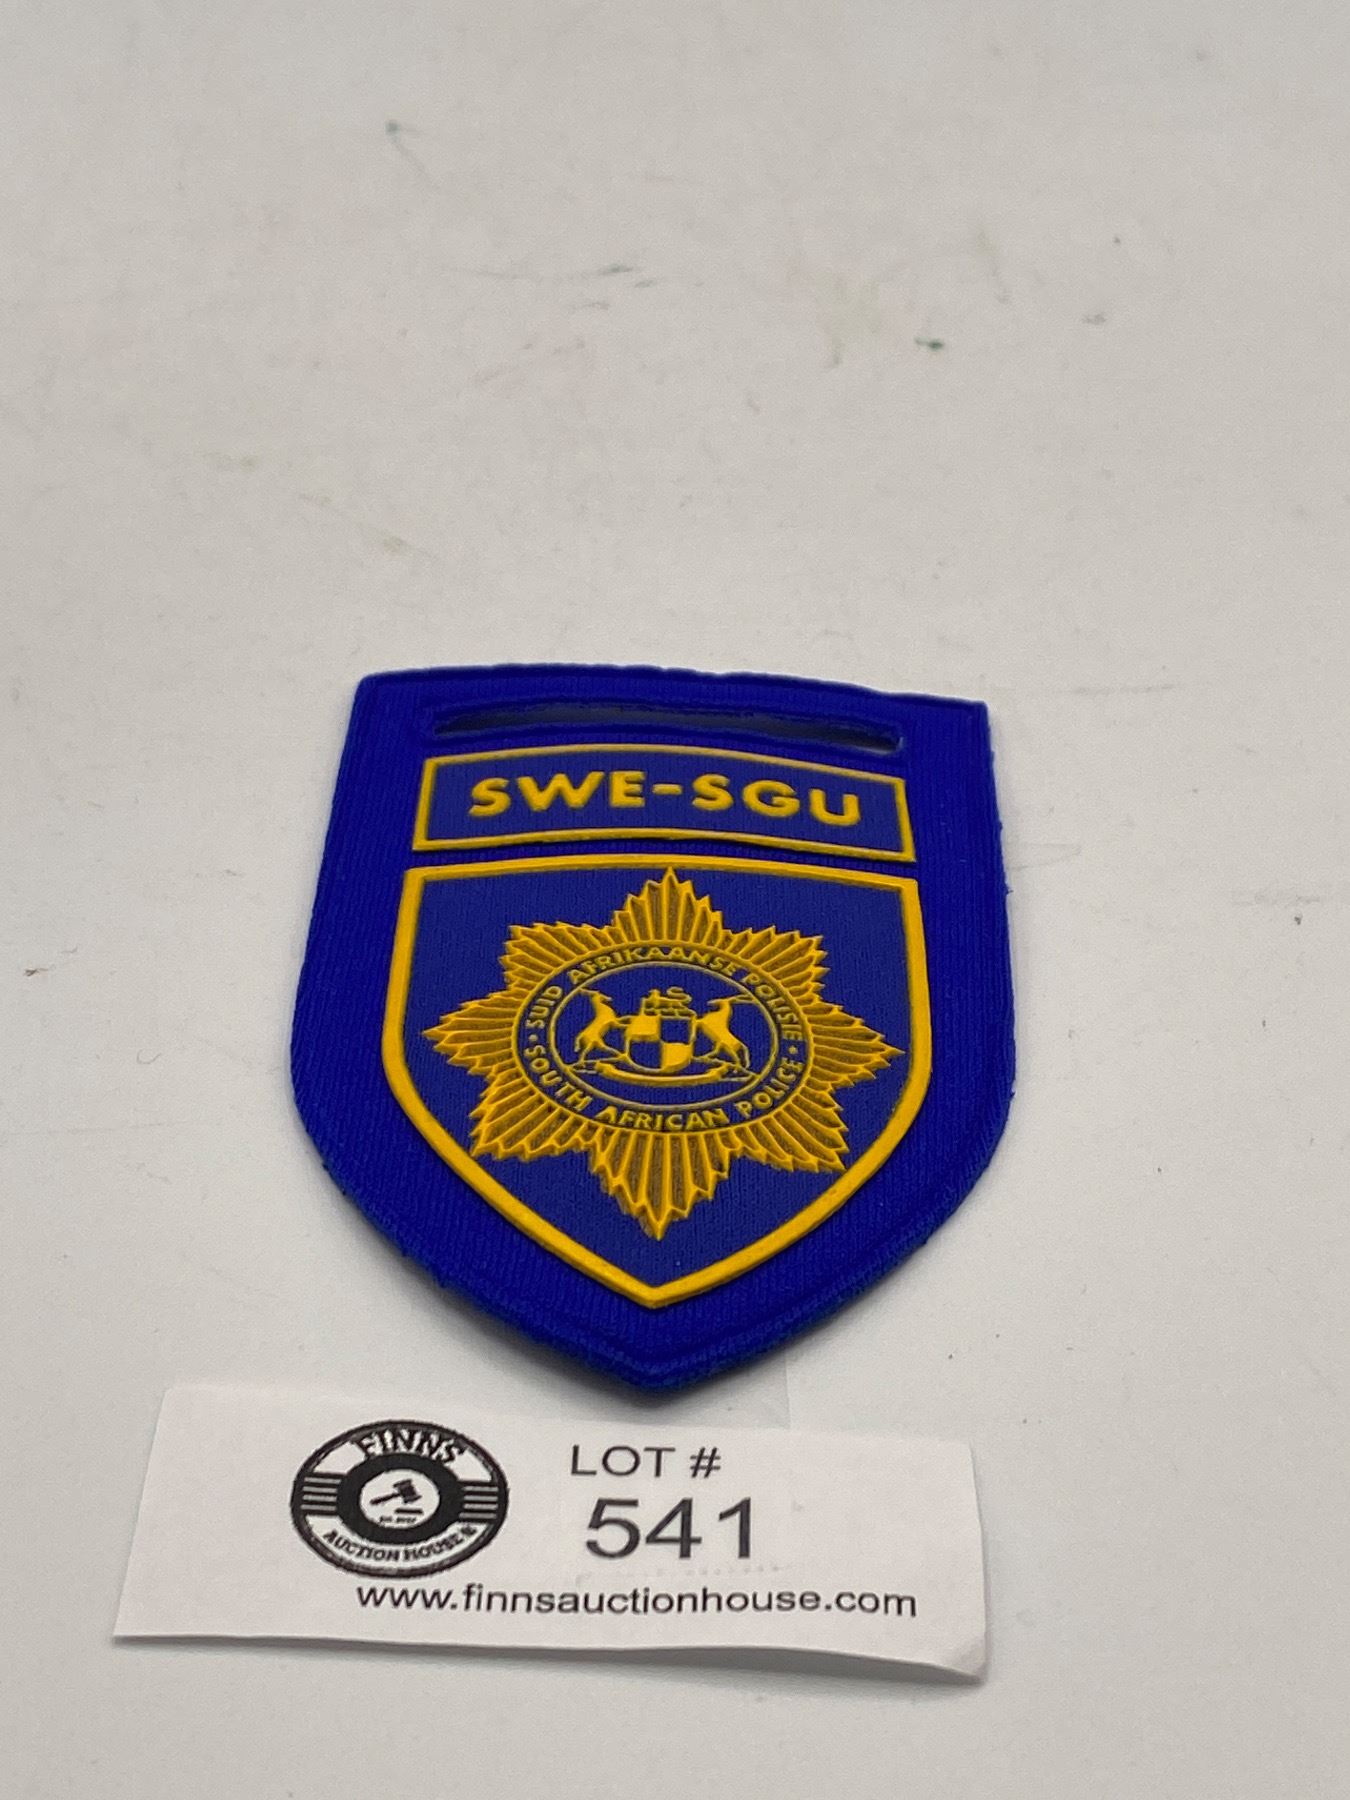 SWE-SGU
SUID AFRIKAANSE POLISIE
SOUTH AFRICAN POLICE
FINNS
AUCTION HOUSE
LOT #
541
www.finnsauctionhouse.com